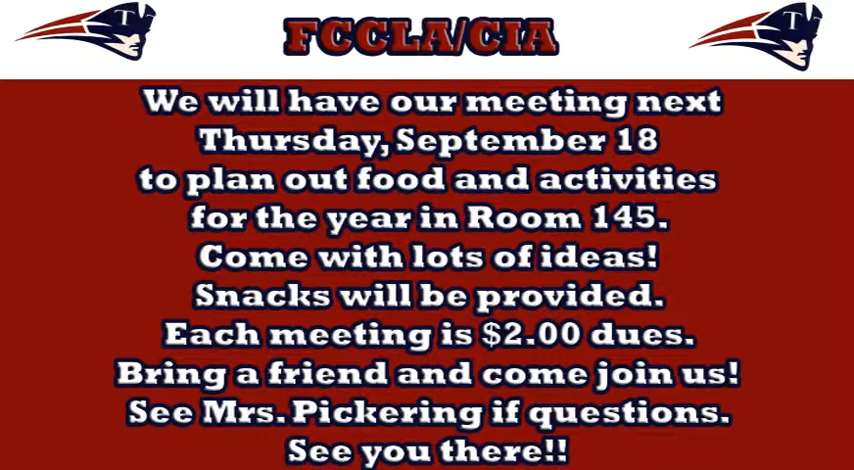 T
T
FCCLA/CIA
We will have our meeting next
Thursday, September 18
to plan out food and activities
for the year in Room 145.
Come with lots of ideas!
Snacks will be provided.
Each meeting is $2.00 dues.
Bring a friend and come join us!
See Mrs. Pickering if questions.
See you there!!